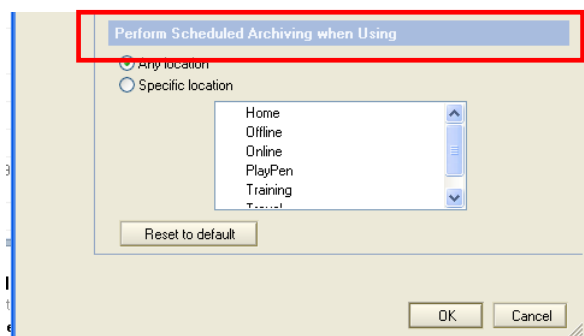 Perform Scheduled Archiving when Using
Any location
Specific location
Home
Offline
Online
PlayPen
Training
Reset to default
OK
Cancel